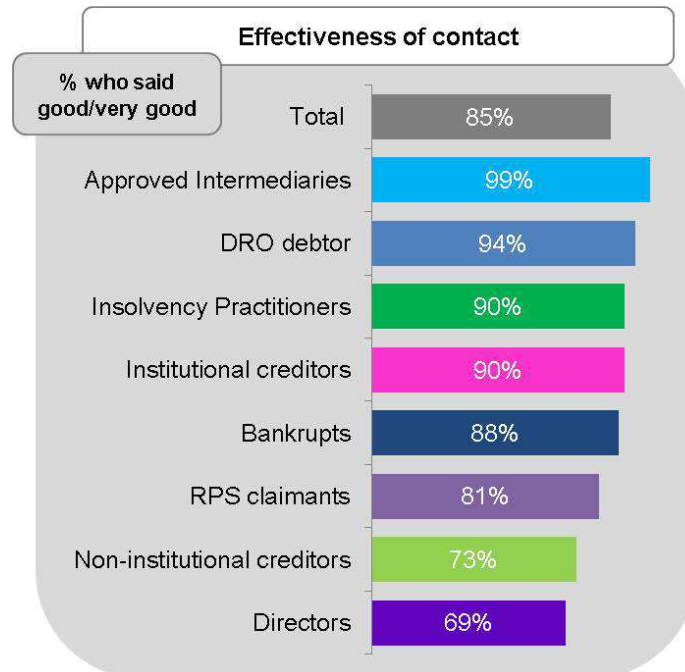 Effectiveness of contact
% who said
good/very good
Total 85%
Approved Intermediaries 99%
DRO debtor 94%
Insolvency Practitioners 90%
Institutional creditors 90%
Bankrupts 88%
RPS claimants 81%
Non-institutional creditors 73%
Directors 69%